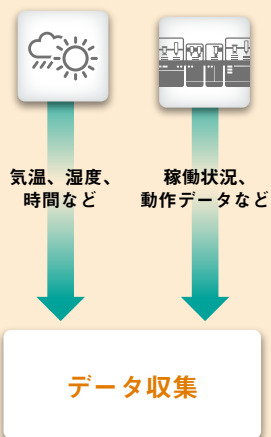 気温、湿度、
時間など
稼働状況、
動作データなど
データ収集